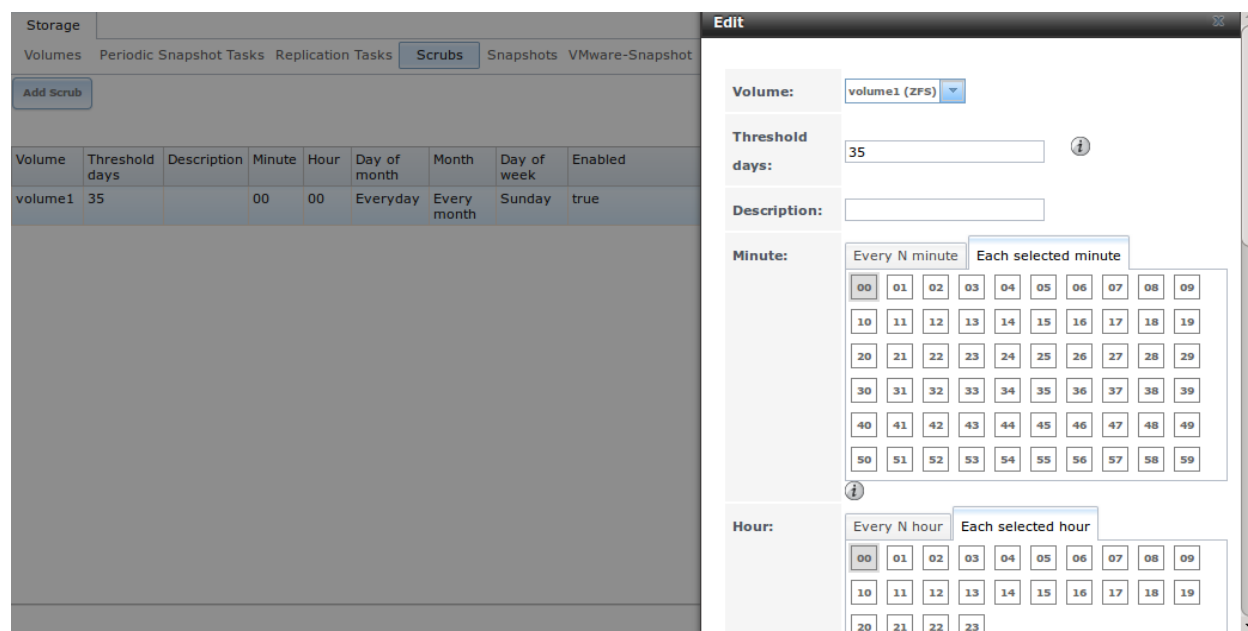 Storage
Volumes Periodic Snapshot Tasks Replication Tasks Scrubs Snapshots VMware-Snapshot
Add Scrub
Volume Threshold days Description Minute Hour Day of month Month Day of week Enabled
volume1 35 00 00 Everyday Every month Sunday true
Edit
Volume: volume1 (ZFS)
Threshold days: 35
Description:
Minute: Every N minute Each selected minute
00 01 02 03 04 05 06 07 08 09
10 11 12 13 14 15 16 17 18 19
20 21 22 23 24 25 26 27 28 29
30 31 32 33 34 35 36 37 38 39
40 41 42 43 44 45 46 47 48 49
50 51 52 53 54 55 56 57 58 59
i
Hour: Every N hour Each selected hour
00 01 02 03 04 05 06 07 08 09
10 11 12 13 14 15 16 17 18 19
20 21 22 23